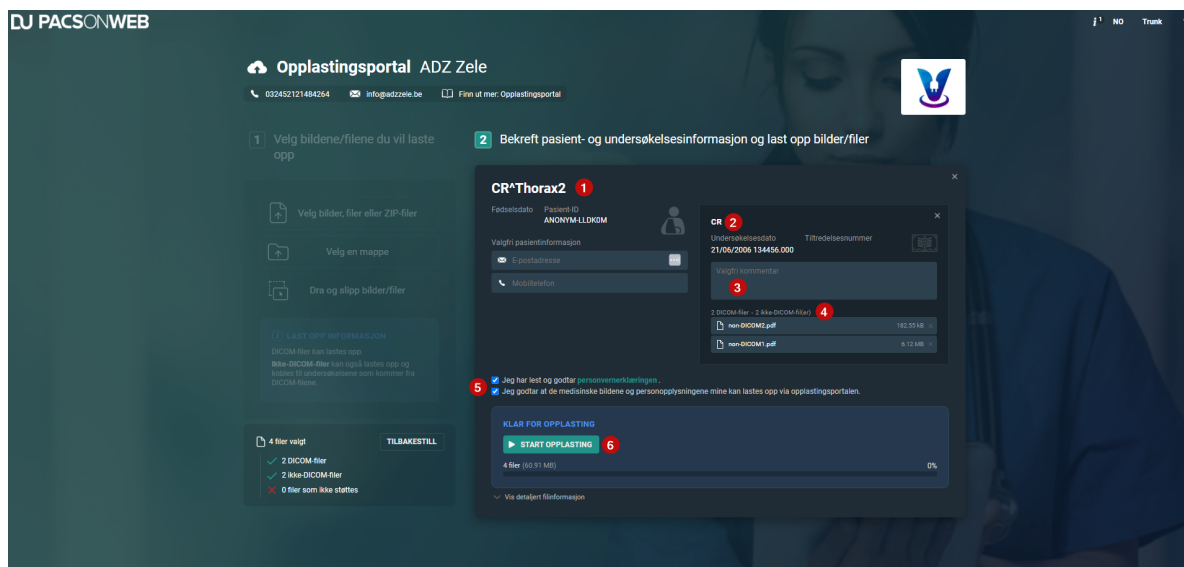 PACSONWEB
i 1 NO Trunk
Opplastingsportal ADZ Zele
032452121484264 info@adzzele.be Finn ut mer: Opplastingsportal
1 Velg bildene/filene du vil laste
opp
Velg bilder, filer eller ZIP-filer
Velg en mappe
Dra og slipp bilder/filer
LAST OPP INFORMASJON
DICOM-filer kan lastes opp.
Ikke-DICOM-filer kan også lastes opp og
kobles til undersøkelsene som kommer fra
DICOM-filene.
4 filer valgt TILBAKESTILL
2 DICOM-filer
2 ikke-DICOM-filer
0 filer som ikke støttes
2 Bekreft pasient- og undersøkelsesinformasjon og last opp bilder/filer
CR^Thorax2 1
Fødselsdato Pasient-ID
ANONYM-LLDK0M
Valgfri pasientinformasjon
E-postadresse
Mobiltelefon
CR 2
Undersøkelsesdato Tiltredelsesnummer
21/06/2006 134456.000
Valgfri kommentar
3
2 DICOM-filer - 2 ikke-DICOM-fil(er) 4
non-DICOM2.pdf 182.55 kB
non-DICOM1.pdf 6.12 MB
5
Jeg har lest og godtar personvernerklæringen .
Jeg godtar at de medisinske bildene og personopplysningene mine kan lastes opp via opplastingsportalen.
KLAR FOR OPPLASTING
START OPPLASTING 6
4 filer (60.91 MB) 0%
Vis detaljert filinformasjon